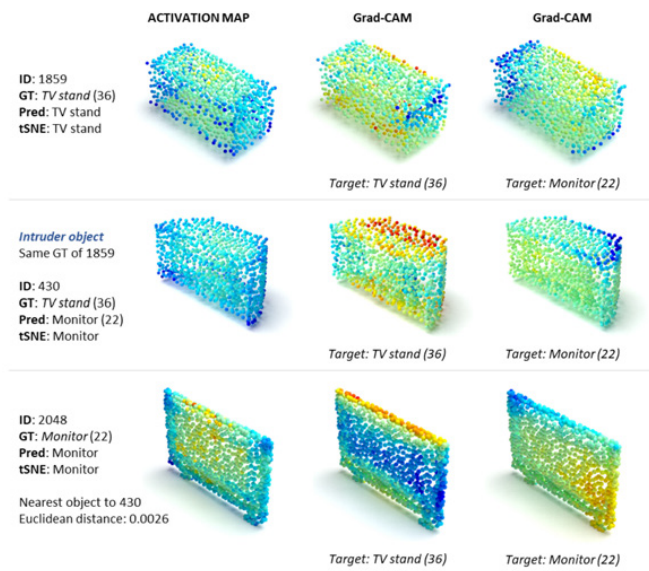 ACTIVATION MAP Grad-CAM Grad-CAM
ID: 1859
GT: TV stand (36)
Pred: TV stand
tSNE: TV stand
Target: TV stand (36) Target: Monitor (22)
Intruder object
Same GT of 1859
ID: 430
GT: TV stand (36)
Pred: Monitor (22)
tSNE: Monitor
Target: TV stand (36) Target: Monitor (22)
ID: 2048
GT: Monitor (22)
Pred: Monitor
tSNE: Monitor
Nearest object to 430
Euclidean distance: 0.0026
Target: TV stand (36) Target: Monitor (22)